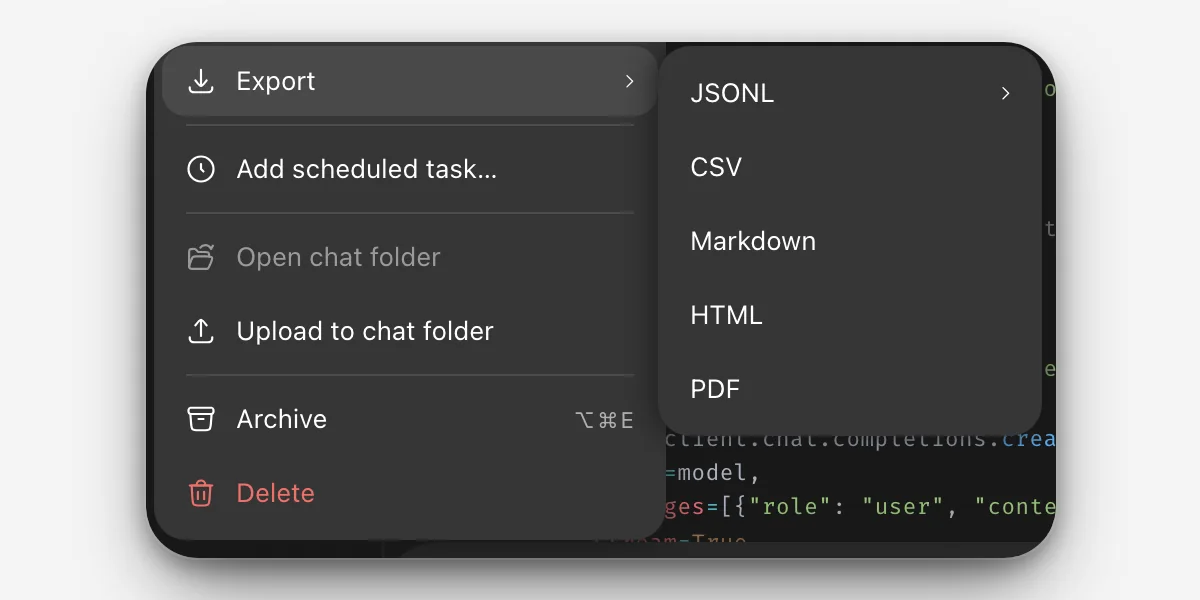 Export
Add scheduled task...
Open chat folder
Upload to chat folder
Archive ⌥⌘E
Delete
JSONL
CSV
Markdown
HTML
PDF
client.chat.completions.crea
=model,
ges=[{"role": "user", "conte
=True